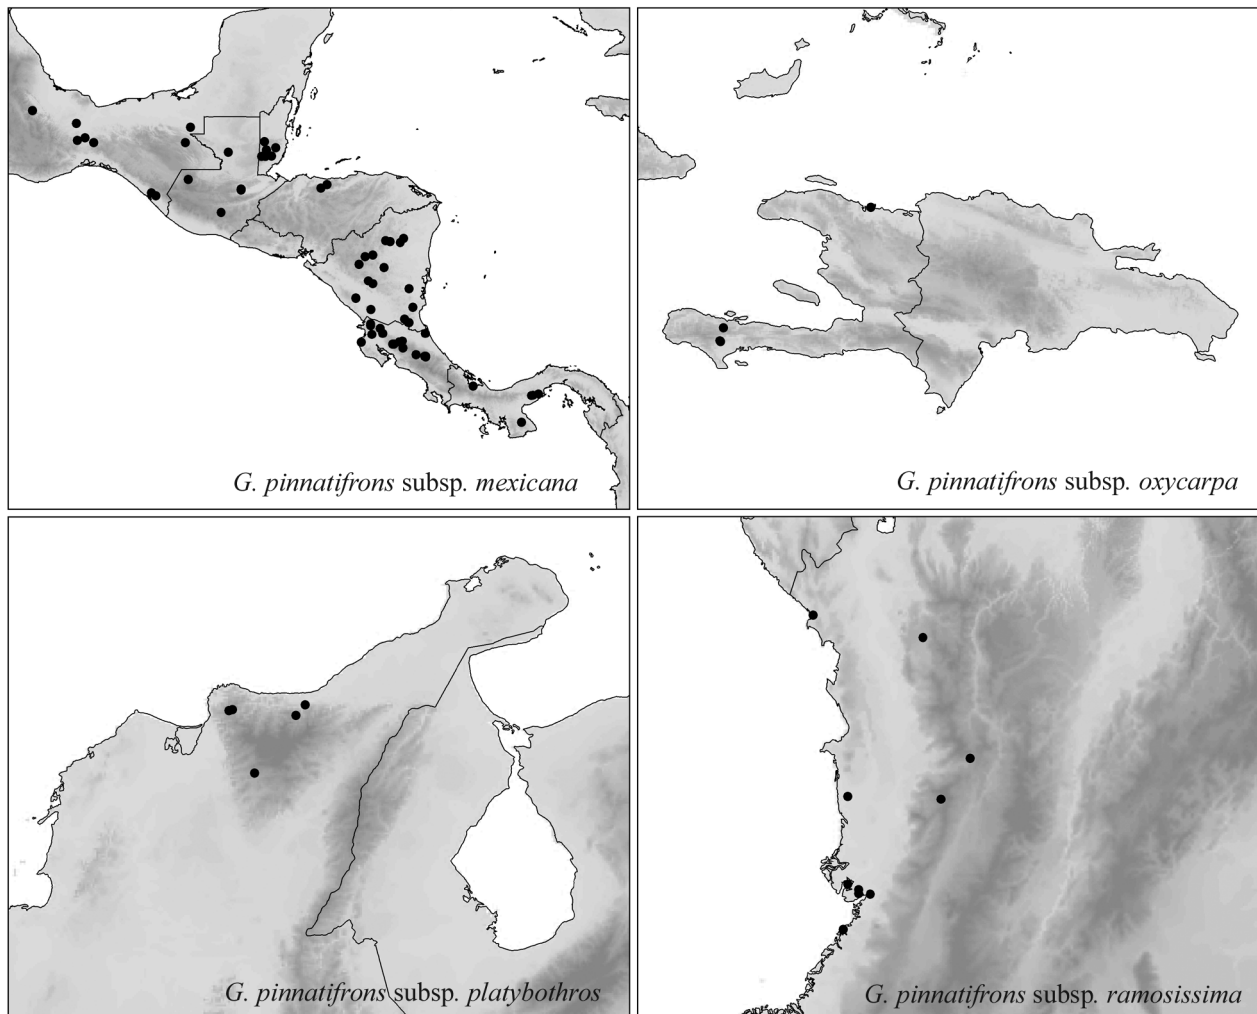 G. pinnatifrons subsp. mexicana
G. pinnatifrons subsp. oxycarpa
G. pinnatifrons subsp. platybothros
G. pinnatifrons subsp. ramosissima